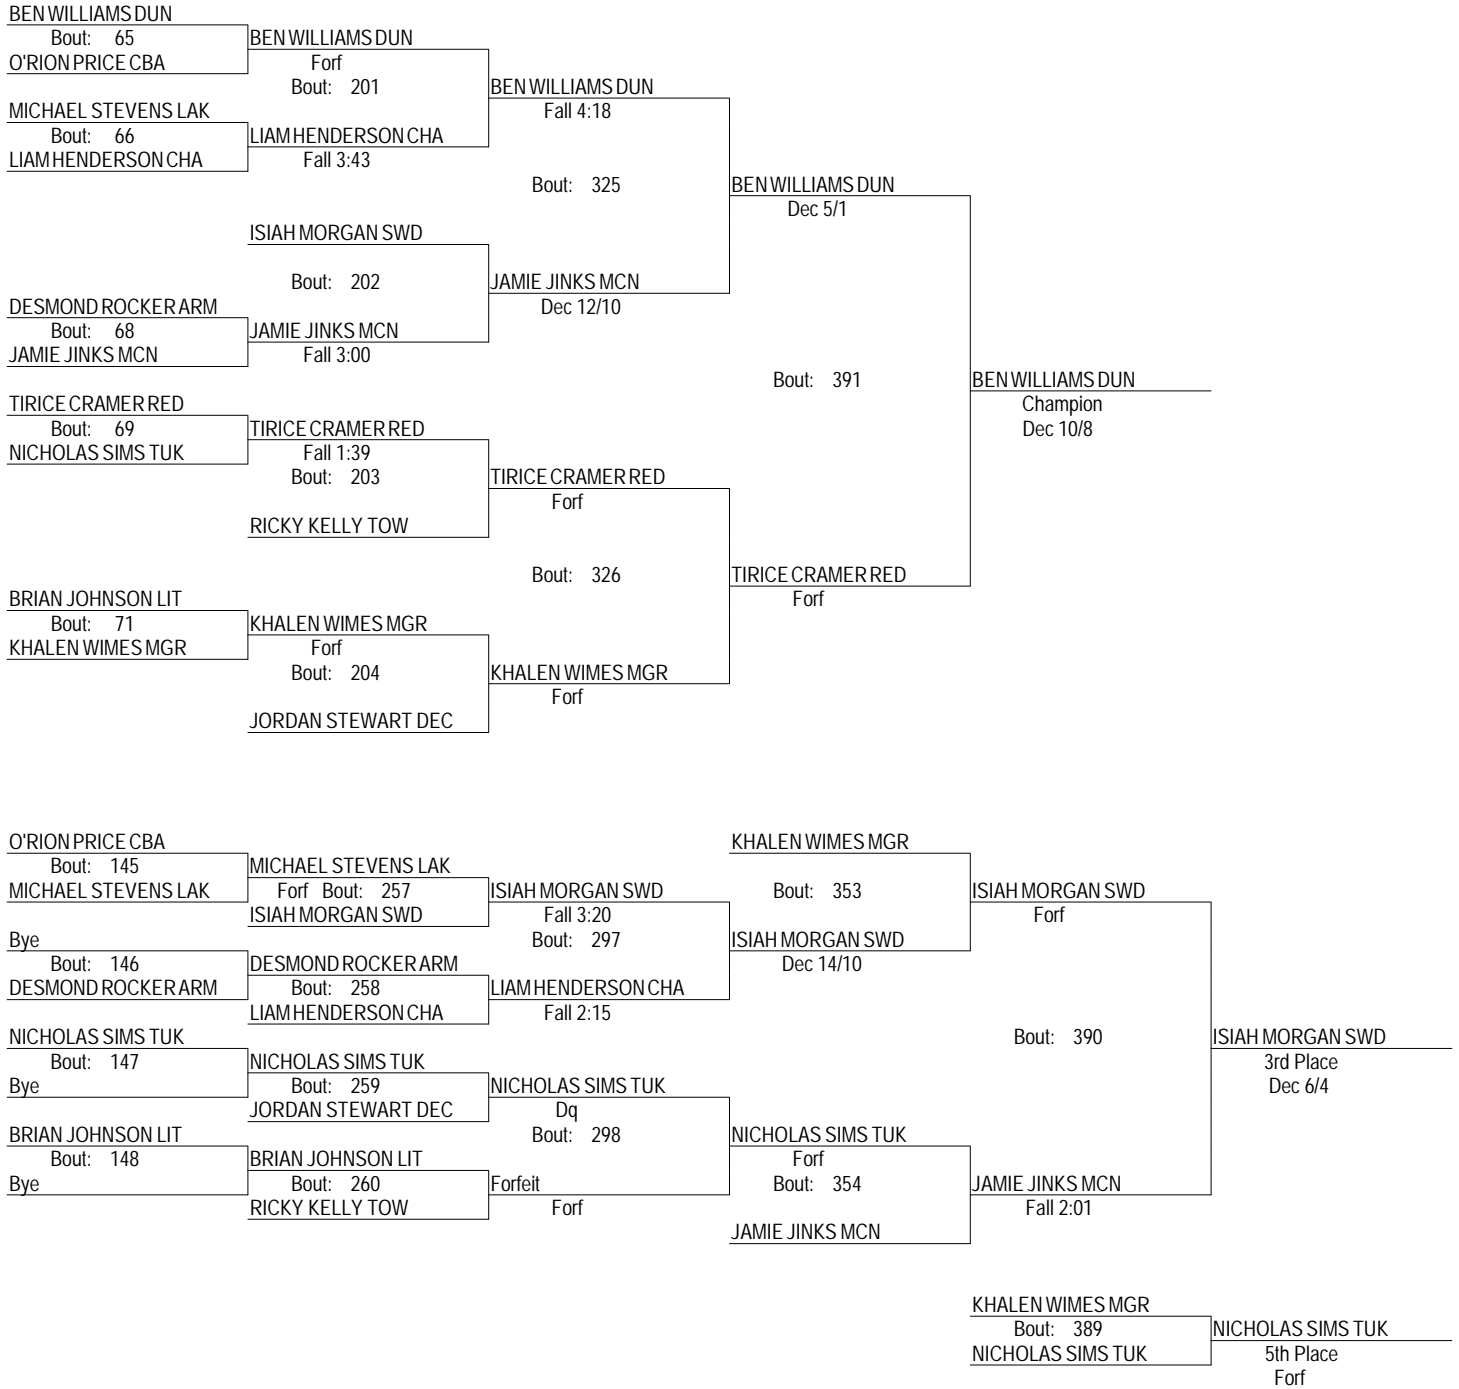 BEN WILLIAMS DUN
Bout: 65
BEN WILLIAMS DUN
O'RION PRICE CBA
Forf
Bout: 201
BEN WILLIAMS DUN
MICHAEL STEVENS LAK
Fall 4:18
Bout: 66
LIAM HENDERSON CHA
LIAM HENDERSON CHA
Fall 3:43
Bout: 325
BEN WILLIAMS DUN
Dec 5/1
ISIAH MORGAN SWD
Bout: 202
JAMIE JINKS MCN
DESMOND ROCKER ARM
Dec 12/10
Bout: 68
JAMIE JINKS MCN
JAMIE JINKS MCN
Fall 3:00
Bout: 391
BEN WILLIAMS DUN
TIRICE CRAMER RED
Champion
Bout: 69
TIRICE CRAMER RED
Dec 10/8
NICHOLAS SIMS TUK
Fall 1:39
Bout: 203
TIRICE CRAMER RED
Forf
RICKY KELLY TOW
Bout: 326
TIRICE CRAMER RED
BRIAN JOHNSON LIT
Forf
Bout: 71
KHALEN WIMES MGR
KHALEN WIMES MGR
Forf
Bout: 204
KHALEN WIMES MGR
Forf
JORDAN STEWART DEC
O'RION PRICE CBA
KHALEN WIMES MGR
Bout: 145
MICHAEL STEVENS LAK
MICHAEL STEVENS LAK
Forf Bout: 257
ISIAH MORGAN SWD
Bout: 353
ISIAH MORGAN SWD
ISIAH MORGAN SWD
Fall 3:20
Forf
Bye
Bout: 297
ISIAH MORGAN SWD
Bout: 146
DESMOND ROCKER ARM
Dec 14/10
DESMOND ROCKER ARM
Bout: 258
LIAM HENDERSON CHA
LIAM HENDERSON CHA
Fall 2:15
NICHOLAS SIMS TUK
Bout: 390
ISIAH MORGAN SWD
Bout: 147
NICHOLAS SIMS TUK
3rd Place
Bye
Bout: 259
NICHOLAS SIMS TUK
Dec 6/4
JORDAN STEWART DEC
Dq
BRIAN JOHNSON LIT
Bout: 298
NICHOLAS SIMS TUK
Bout: 148
BRIAN JOHNSON LIT
Forf
Bye
Bout: 260
Forfeit
Bout: 354
JAMIE JINKS MCN
RICKY KELLY TOW
Forf
Fall 2:01
JAMIE JINKS MCN
KHALEN WIMES MGR
Bout: 389
NICHOLAS SIMS TUK
NICHOLAS SIMS TUK
5th Place
Forf